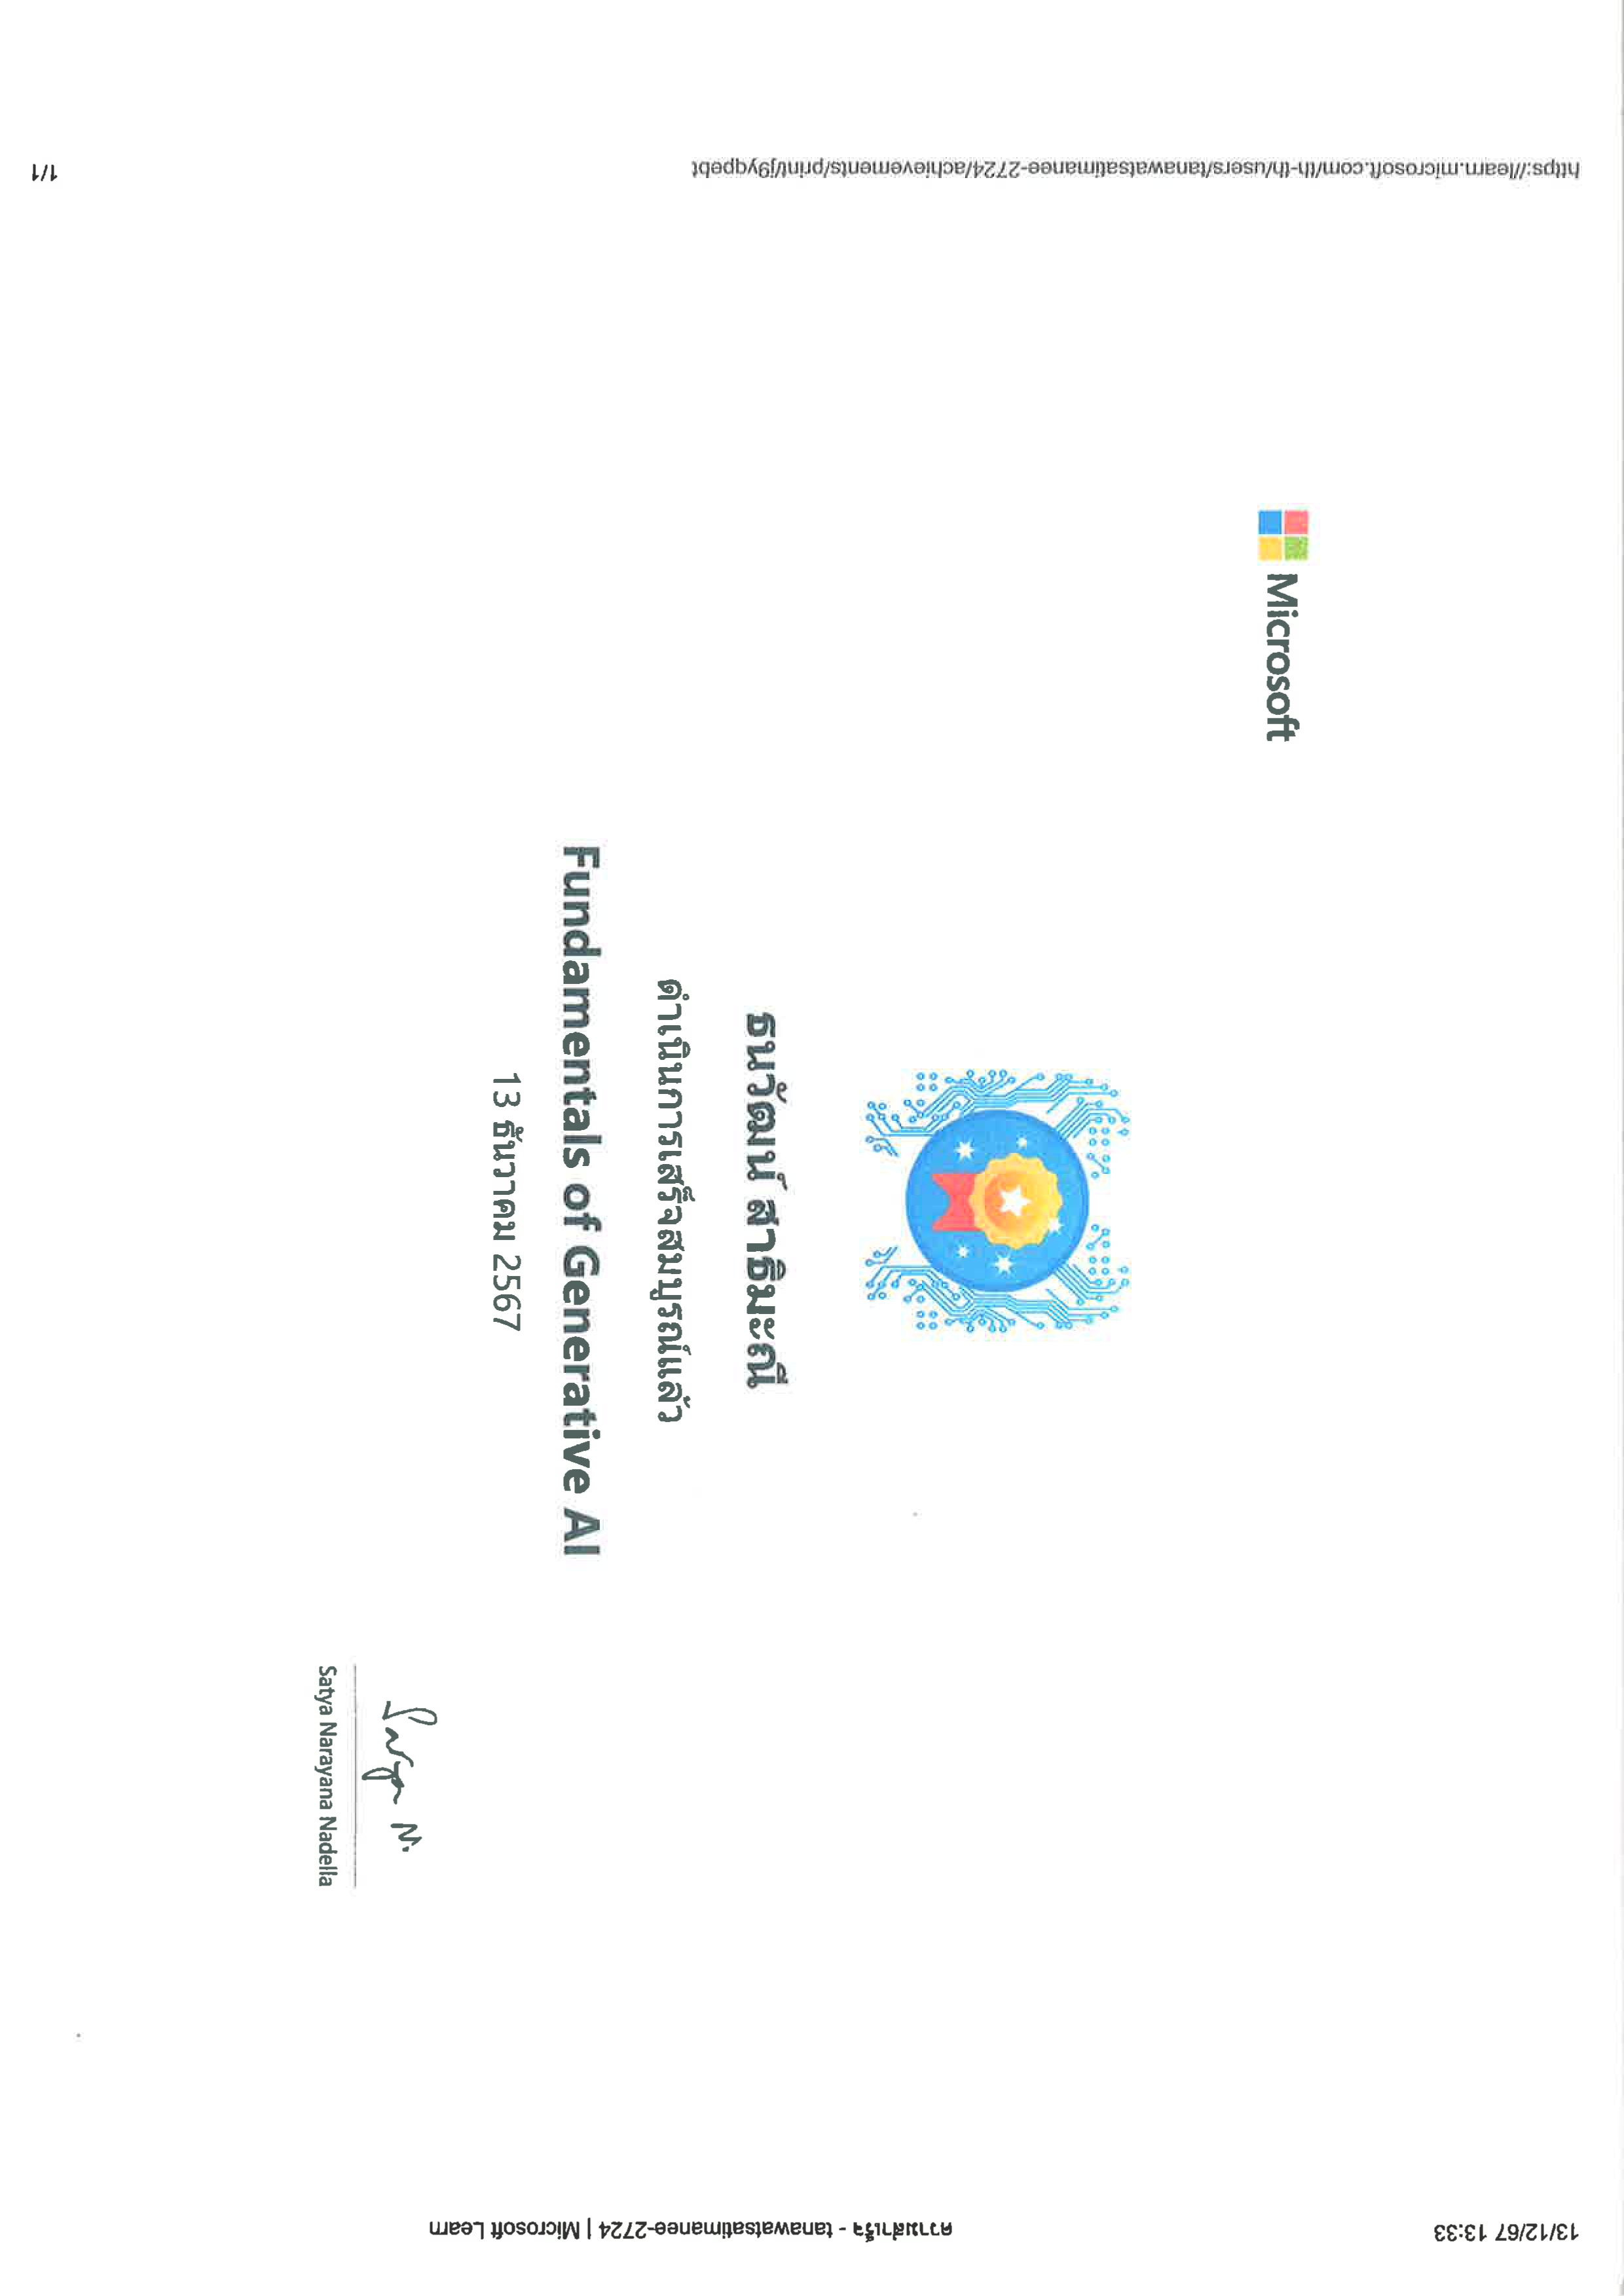 13/12/67 13:33
ความสำเร็จ - tanawatsatimanee-2724 | Microsoft Learn
Microsoft
ธนวัฒน์ สาธิมะณี
ดำเนินการเสร็จสมบูรณ์แล้ว
Fundamentals of Generative AI
13 ธันวาคม 2567
Satya N.
Satya Narayana Nadella
https://learn.microsoft.com/th-th/users/tanawatsatimanee-2724/achievements/print/j9yqpebt
1/1